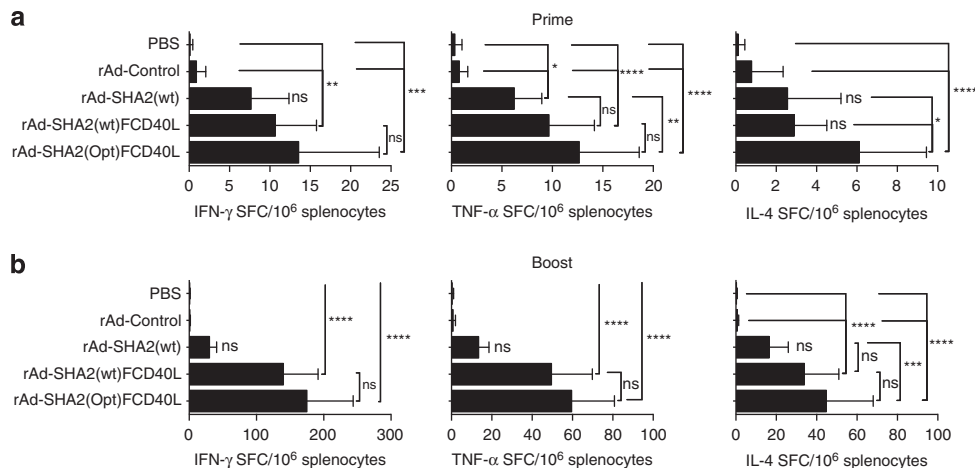 a
Prime
PBS
rAd-Control
rAd-SHA2(wt)
rAd-SHA2(wt)FCD40L
rAd-SHA2(Opt)FCD40L
ns
**
ns
***
0 5 10 15 20 25
IFN-γ SFC/10⁶ splenocytes
*
ns
****
ns
**
****
0 5 10 15 20
TNF-α SFC/10⁶ splenocytes
ns
ns
*
****
0 2 4 6 8 10
IL-4 SFC/10⁶ splenocytes
b
Boost
PBS
rAd-Control
rAd-SHA2(wt)
rAd-SHA2(wt)FCD40L
rAd-SHA2(Opt)FCD40L
ns
****
ns
****
0 100 200 300
IFN-γ SFC/10⁶ splenocytes
ns
****
ns
****
0 20 40 60 80 100
TNF-α SFC/10⁶ splenocytes
ns
****
ns
ns
***
****
0 20 40 60 80 100
IL-4 SFC/10⁶ splenocytes